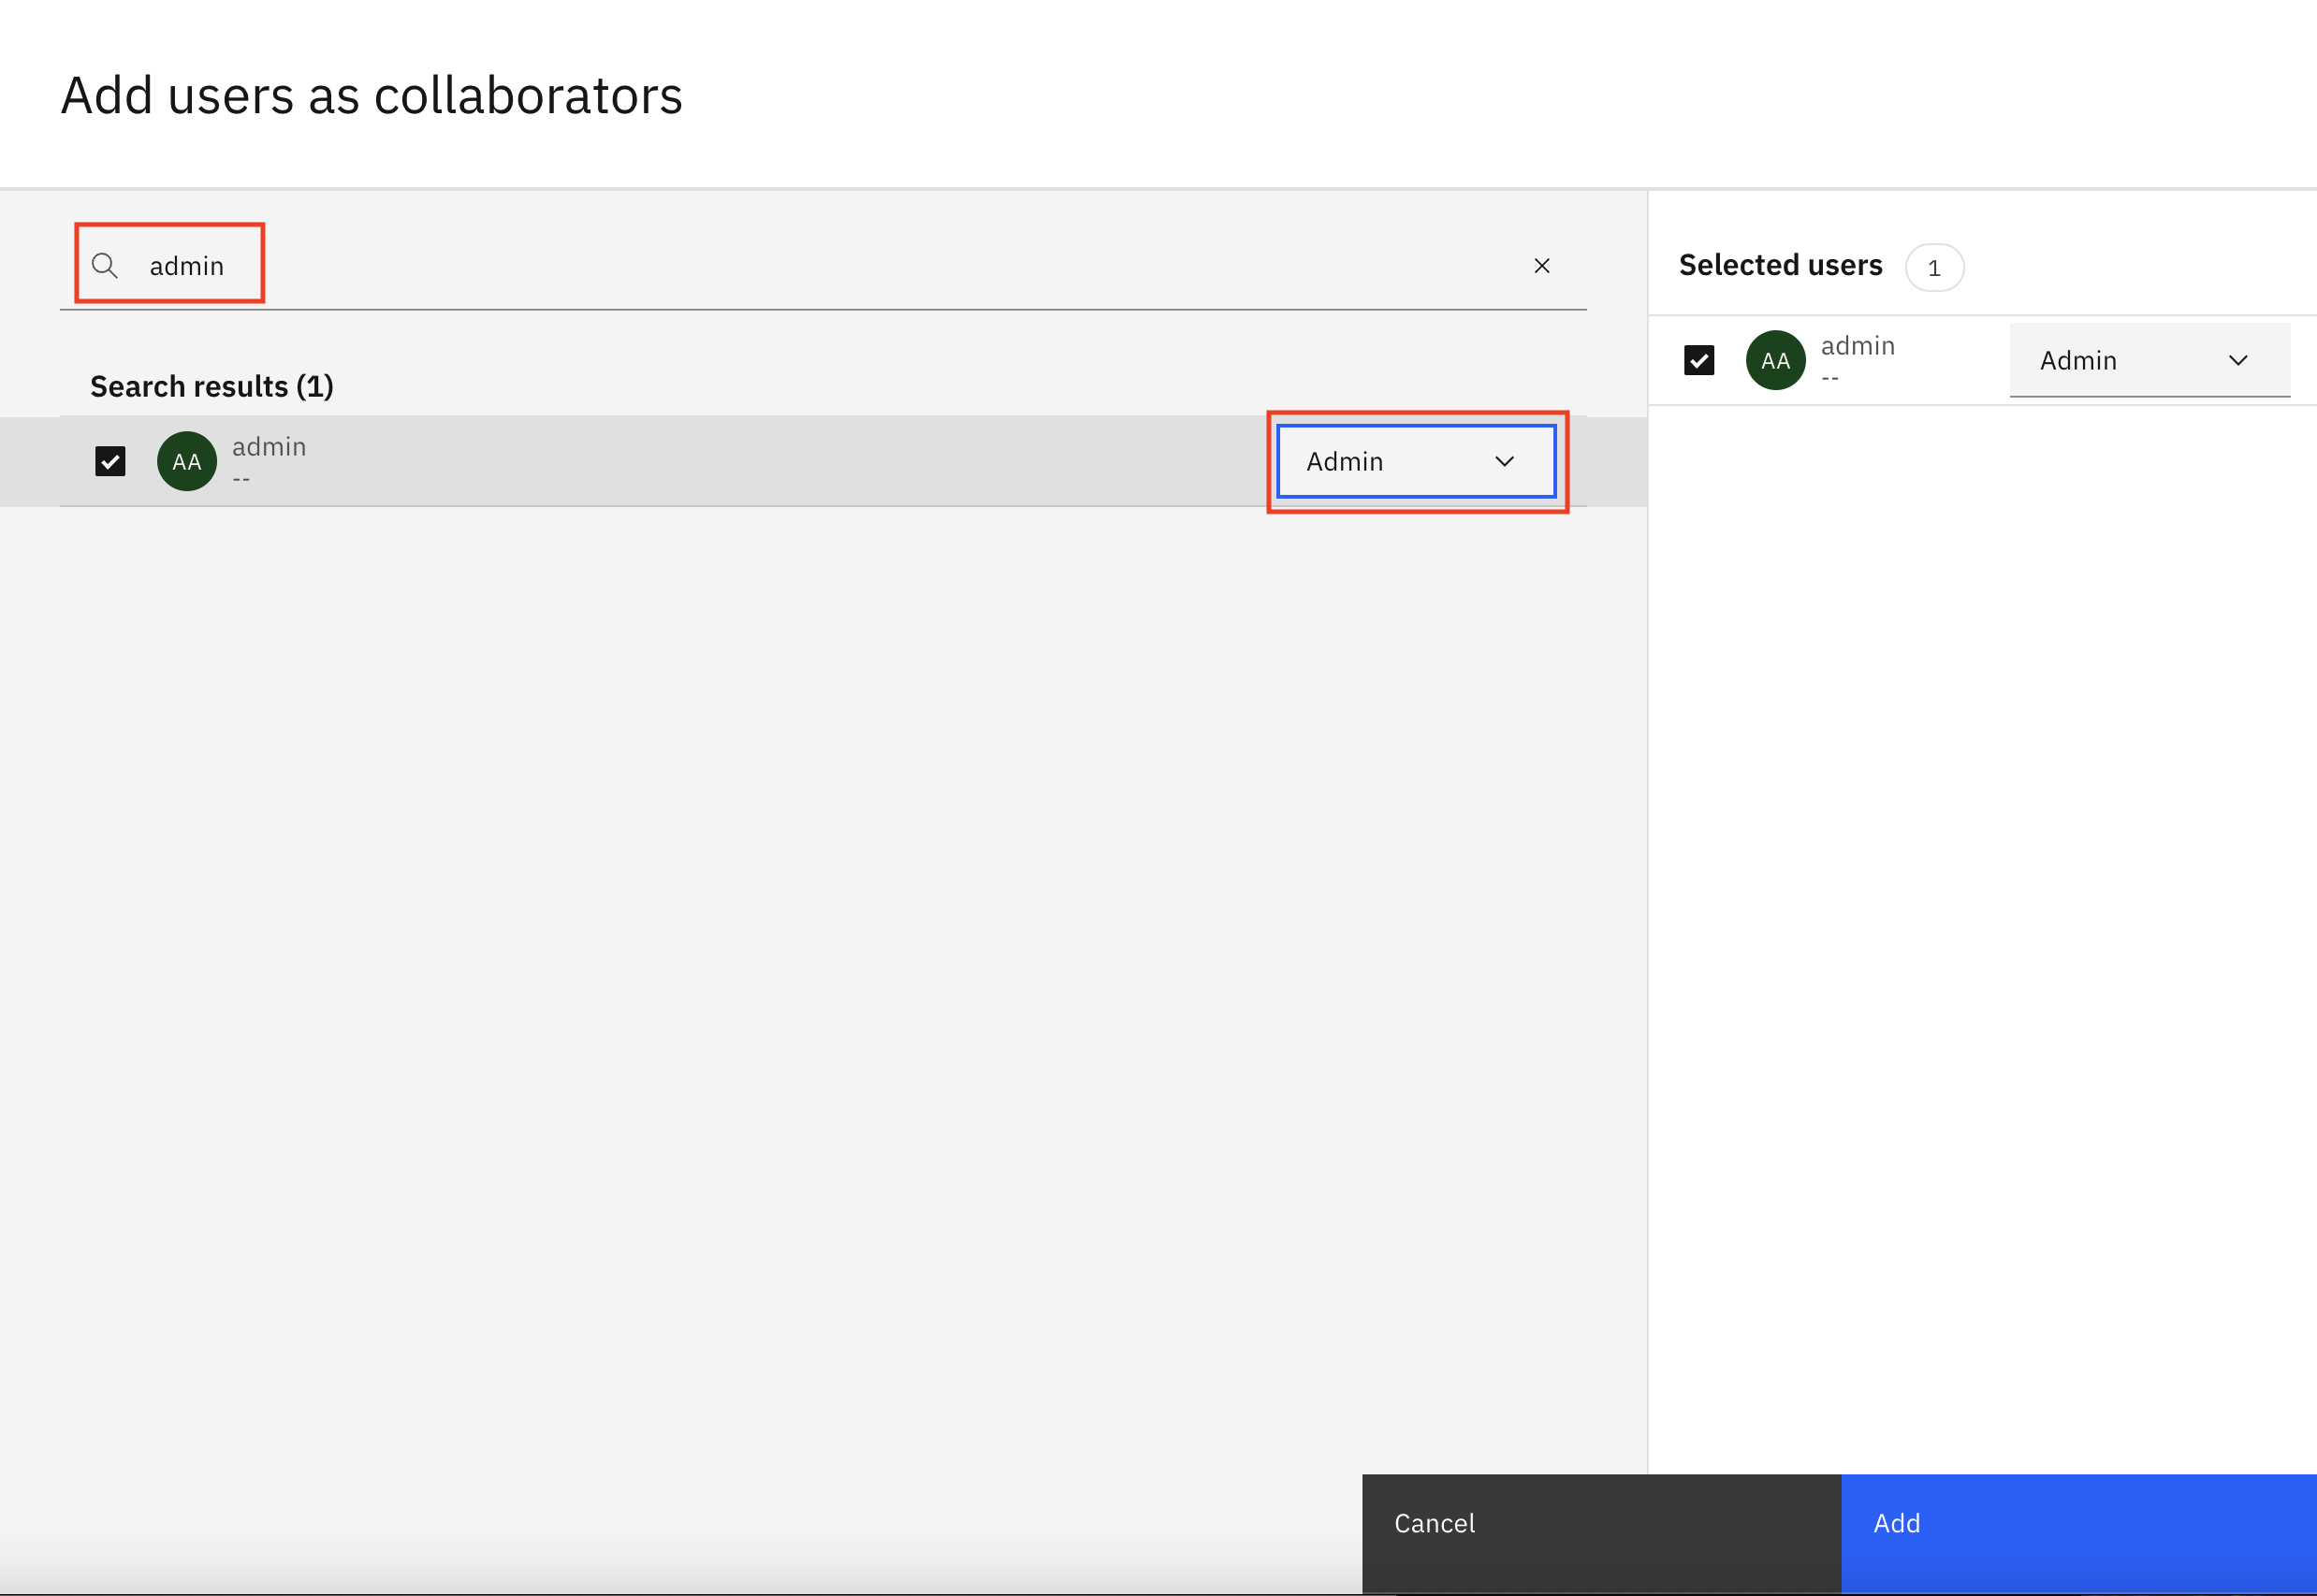 Add users as collaborators
admin
Search results (1)
AA admin
--
Admin
Selected users 1
AA admin
--
Admin
Cancel
Add